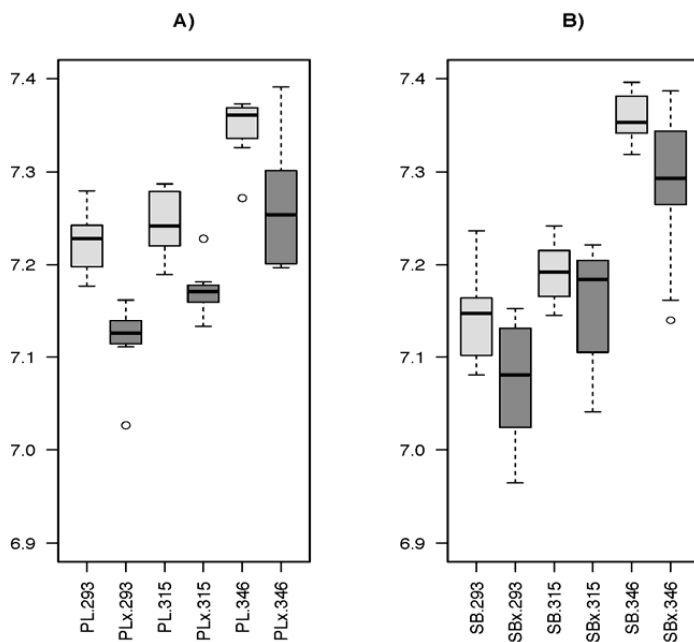 A)
7.4
7.3
7.2
7.1
7.0
6.9
PL.293
PLx.293
PL.315
PLx.315
PL.346
PLx.346
B)
7.4
7.3
7.2
7.1
7.0
6.9
SB.293
SBx.293
SB.315
SBx.315
SB.346
SBx.346